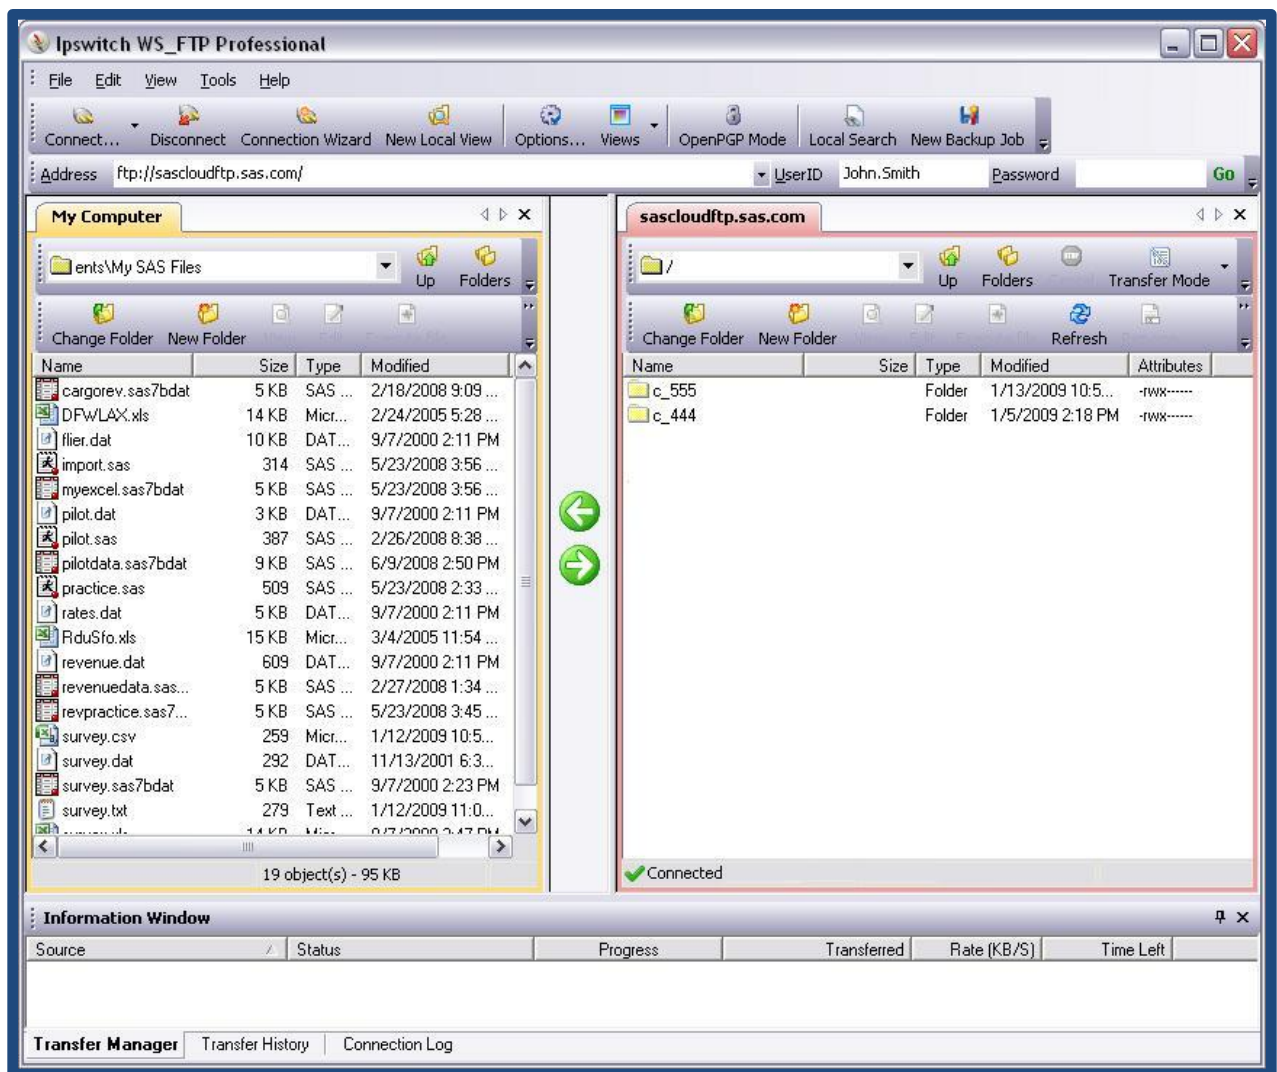 Ipswitch WS_FTP Professional
File Edit View Tools Help
Connect... Disconnect Connection Wizard New Local View Options... Views OpenPGP Mode Local Search New Backup Job
Address ftp://sascloudftp.sas.com/ UserID John.Smith Password Go
My Computer
ents\My SAS Files Up Folders
Change Folder New Folder
Name Size Type Modified
cargorev.sas7bdat 5 KB SAS ... 2/18/2008 9:09 ...
DFWLAX.xls 14 KB Micr... 2/24/2005 5:28 ...
flier.dat 10 KB DAT... 9/7/2000 2:11 PM
import.sas 314 SAS ... 5/23/2008 3:56 ...
myexcel.sas7bdat 5 KB SAS ... 5/23/2008 3:56 ...
pilot.dat 3 KB DAT... 9/7/2000 2:11 PM
pilot.sas 387 SAS ... 2/26/2008 8:38 ...
pilotdata.sas7bdat 9 KB SAS ... 6/9/2008 2:50 PM
practice.sas 509 SAS ... 5/23/2008 2:33 ...
rates.dat 5 KB DAT... 9/7/2000 2:11 PM
RduSfo.xls 15 KB Micr... 3/4/2005 11:54 ...
revenue.dat 609 DAT... 9/7/2000 2:11 PM
revenuedata.sas... 5 KB SAS ... 2/27/2008 1:34 ...
revpractice.sas7... 5 KB SAS ... 5/23/2008 3:45 ...
survey.csv 259 Micr... 1/12/2009 10:5...
survey.dat 292 DAT... 11/13/2001 6:3...
survey.sas7bdat 5 KB SAS ... 9/7/2000 2:23 PM
survey.txt 279 Text ... 1/12/2009 11:0...
19 object(s) - 95 KB
sascloudftp.sas.com
/ Up Folders Transfer Mode
Change Folder New Folder Refresh
Name Size Type Modified Attributes
c_555 Folder 1/13/2009 10:5... -rwx------
c_444 Folder 1/5/2009 2:18 PM -rwx------
Connected
Information Window
Source Status Progress Transferred Rate (KB/S) Time Left
Transfer Manager Transfer History Connection Log